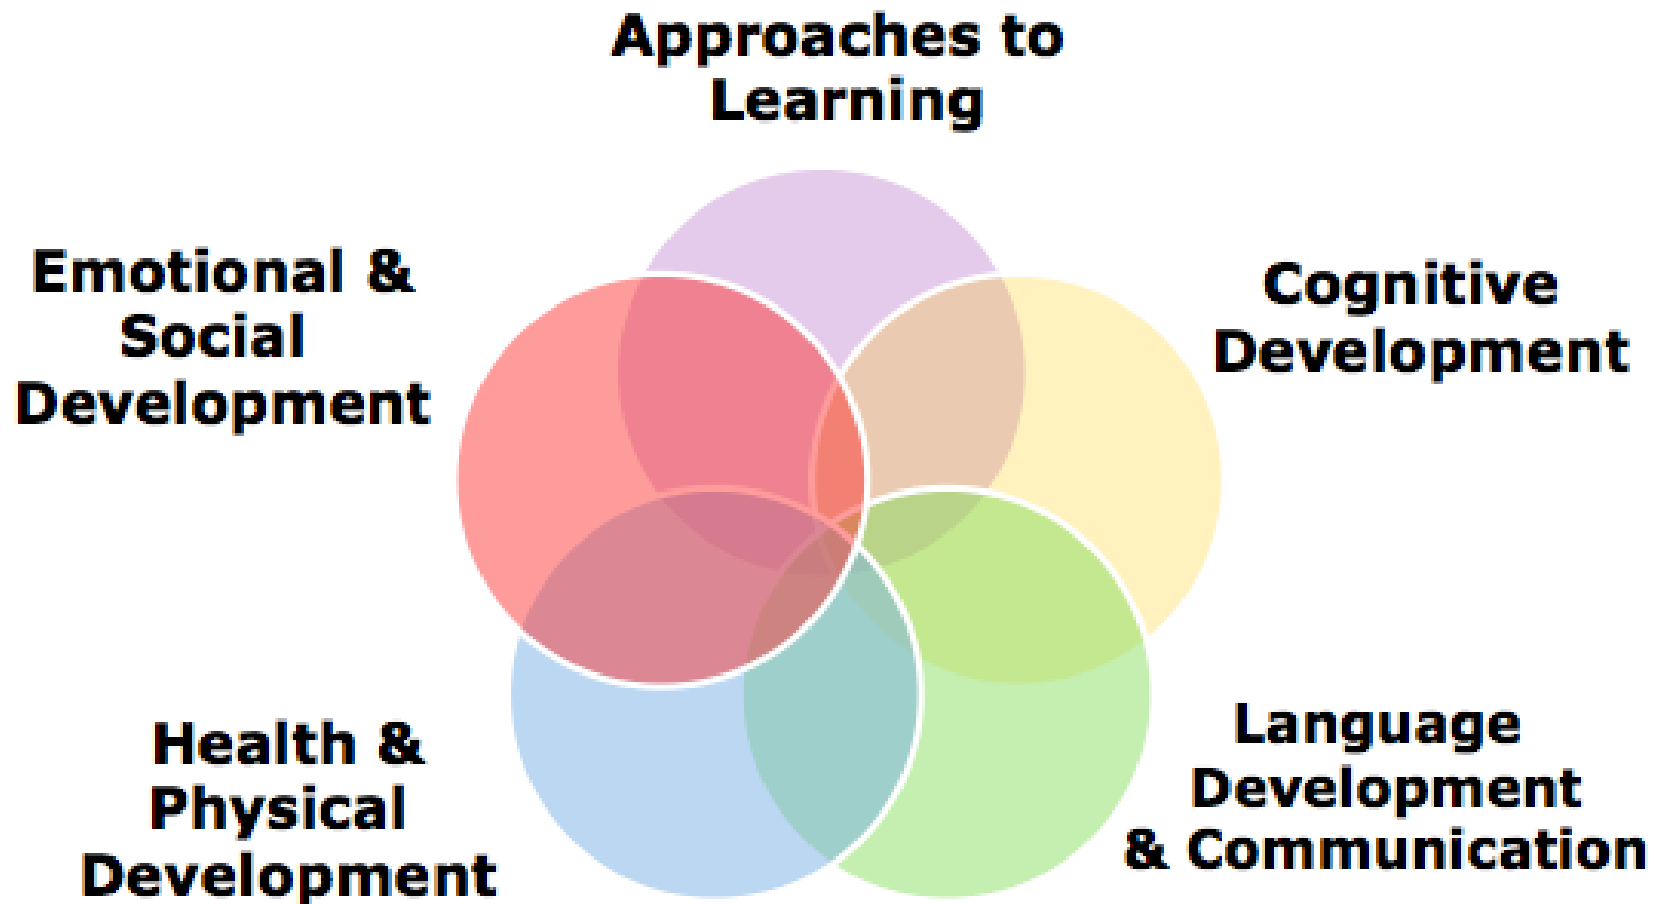 Approaches to
Learning
Emotional &
Social
Development
Cognitive
Development
Health &
Physical
Development
Language
Development
& Communication